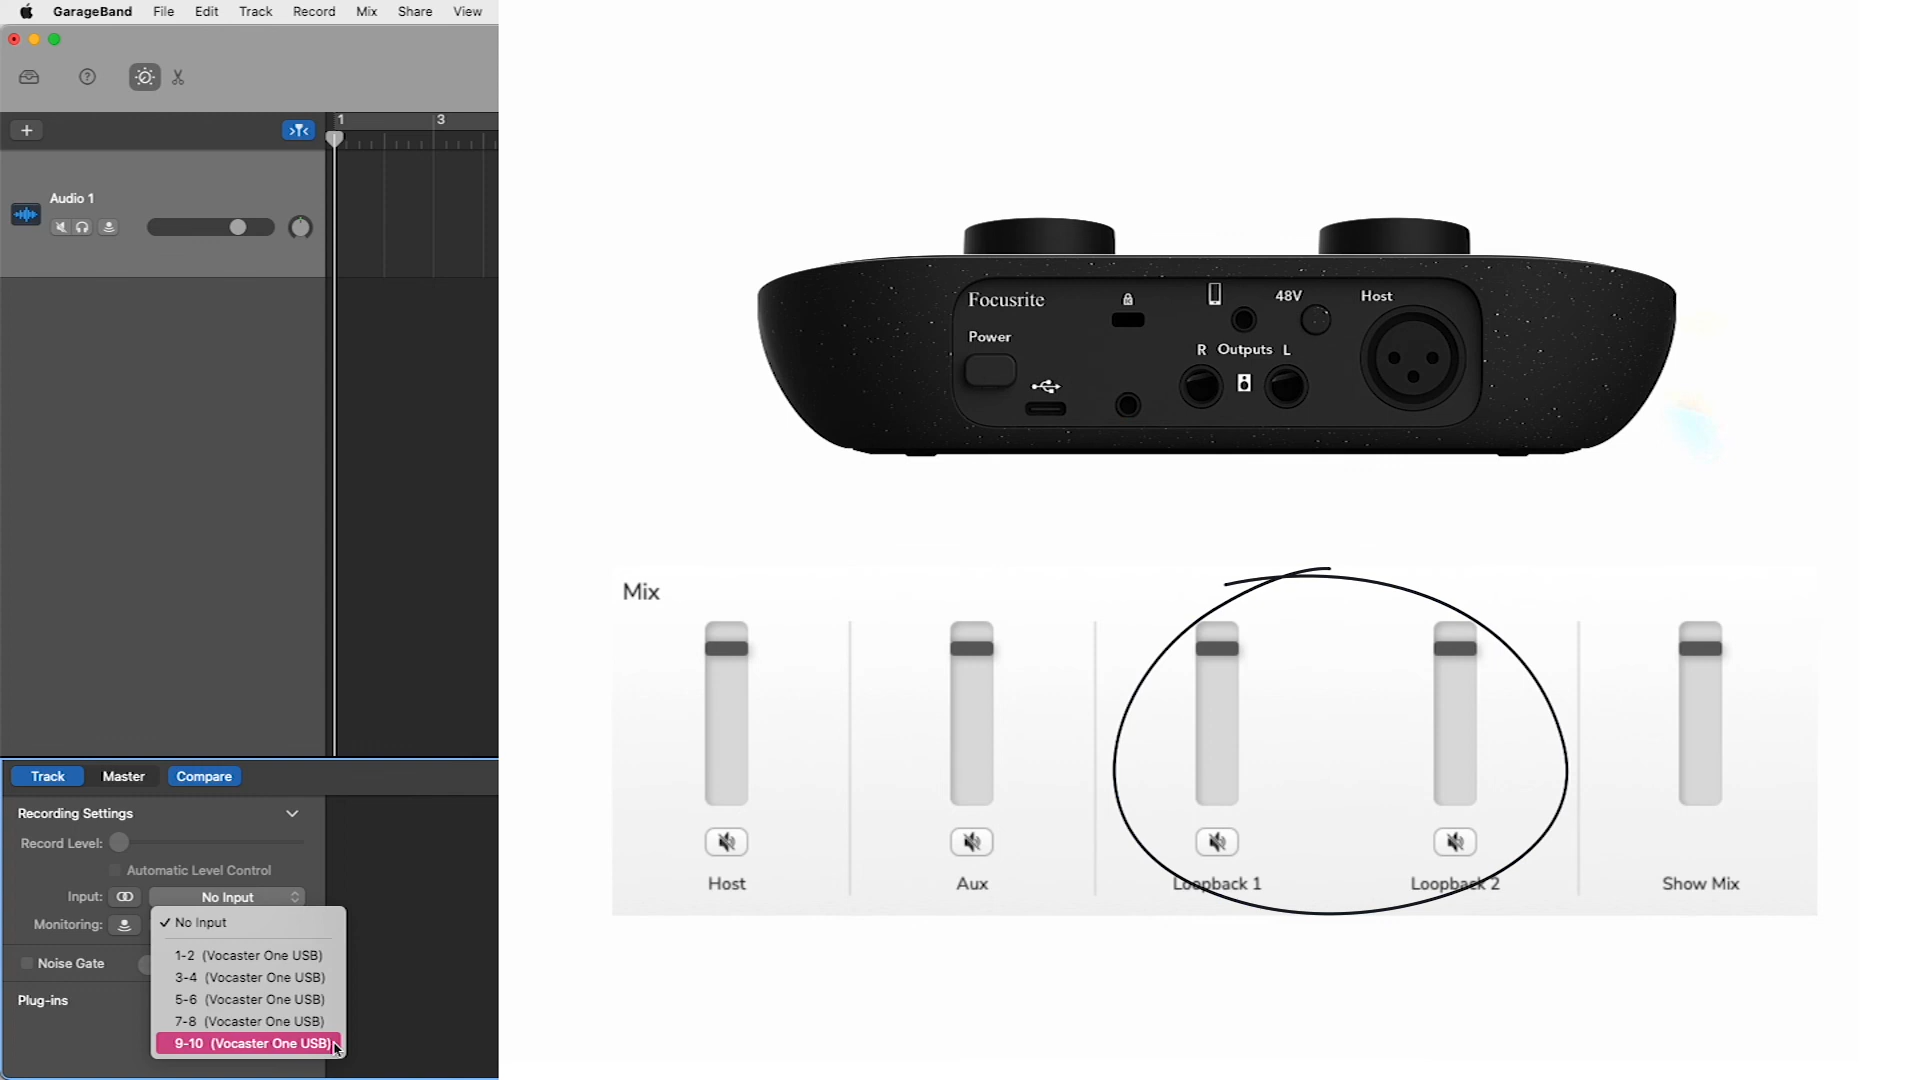 GarageBand File Edit Track Record Mix Share View
1 3
Audio 1
Track Master Compare
Recording Settings
Record Level:
Automatic Level Control
Input: No Input
Monitoring:
No Input
1-2 (Vocaster One USB)
3-4 (Vocaster One USB)
5-6 (Vocaster One USB)
7-8 (Vocaster One USB)
9-10 (Vocaster One USB)
Noise Gate
Plug-ins
Focusrite
48V
Host
Power
R Outputs L
Mix
Host Aux Loopback 1 Loopback 2 Show Mix